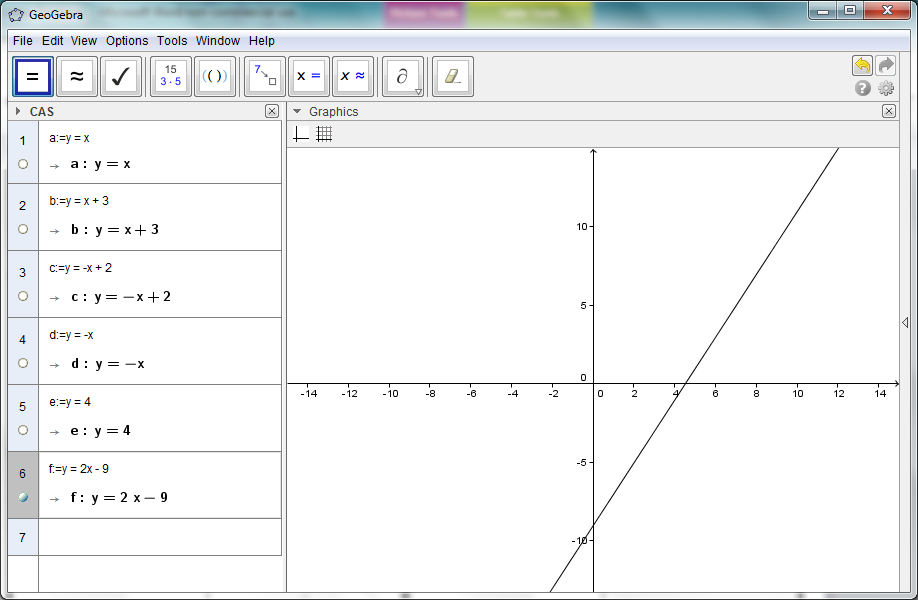 GeoGebra
File Edit View Options Tools Window Help
= ≈ ✓ 15 3·5 (()) 7 x = x ≈ ∂
CAS
Graphics
1 a:=y = x
→ a: y = x
2 b:=y = x + 3
→ b: y = x + 3
3 c:=y = -x + 2
→ c: y = −x + 2
4 d:=y = -x
→ d: y = −x
5 e:=y = 4
→ e: y = 4
6 f:=y = 2x - 9
→ f: y = 2 x − 9
7
10
5
0
-14 -12 -10 -8 -6 -4 -2 0 2 4 6 8 10 12 14
-5
-10